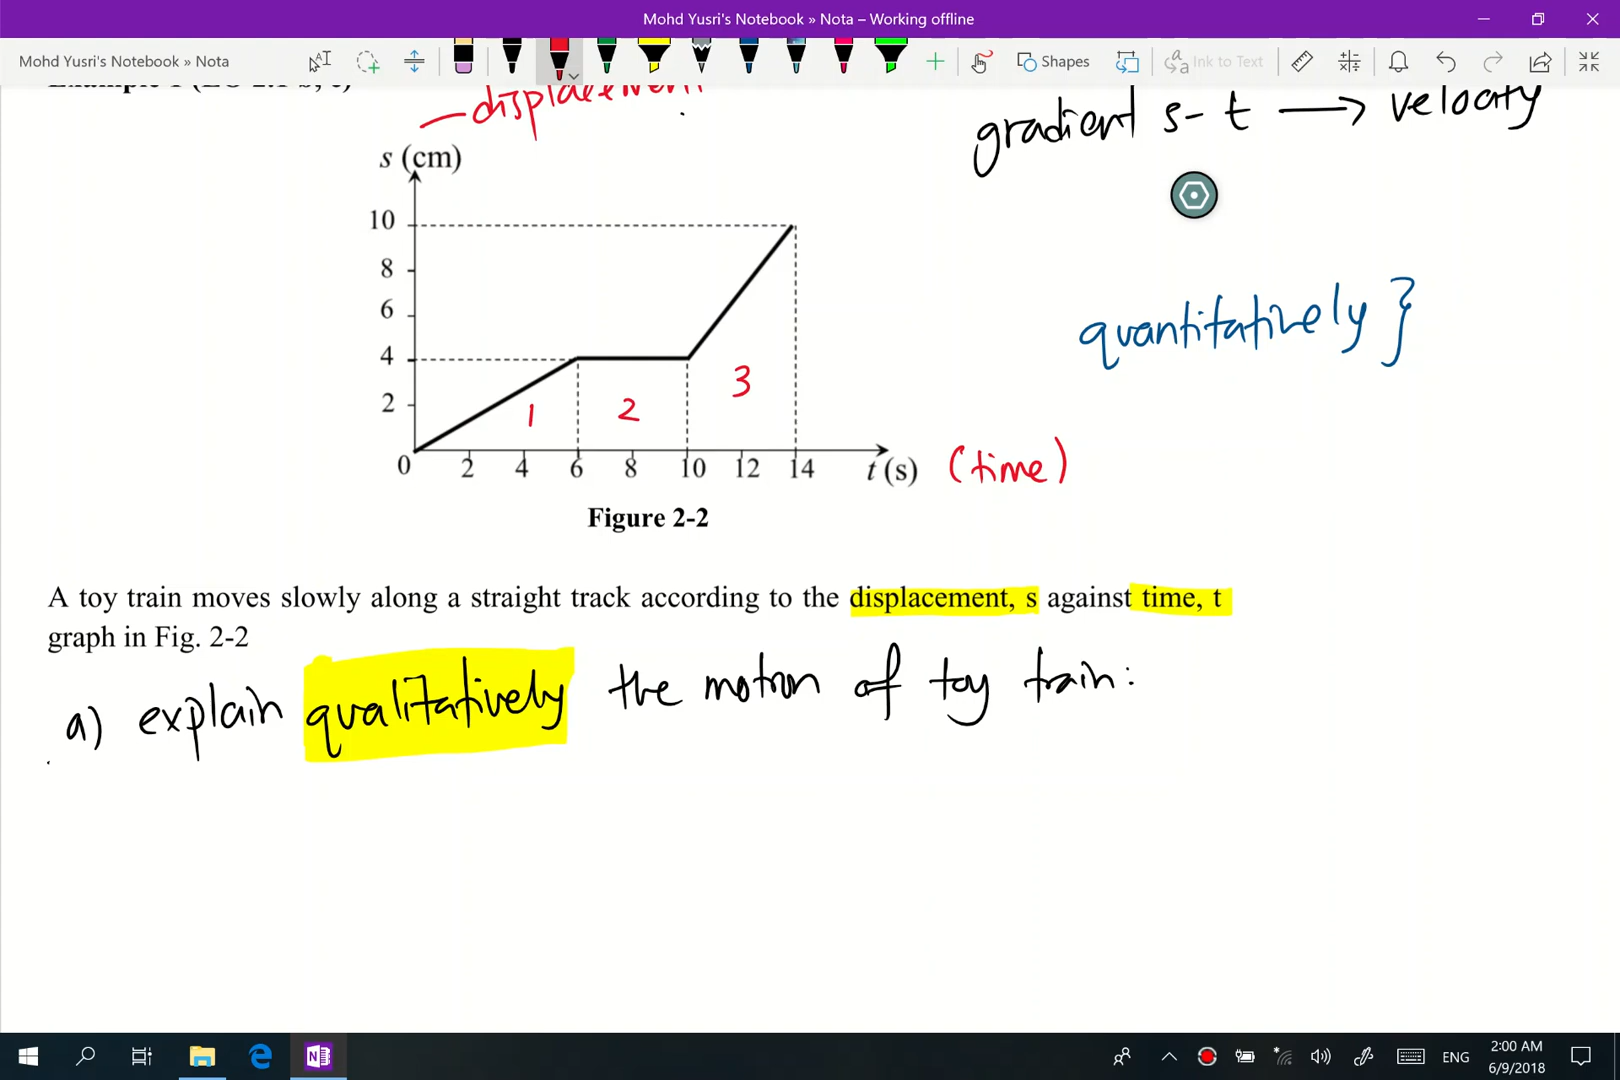 Mohd Yusri's Notebook » Nota – Working offline
Mohd Yusri's Notebook » Nota
Shapes
Ink to Text
displacement
gradient s - t → velocity
s (cm)
10
8
6
4
2
1
2
3
quantitatively }
0 2 4 6 8 10 12 14 t (s) (time)
Figure 2-2
A toy train moves slowly along a straight track according to the displacement, s against time, t
graph in Fig. 2-2
a) explain qualitatively the motion of toy train:
ENG
2:00 AM
6/9/2018